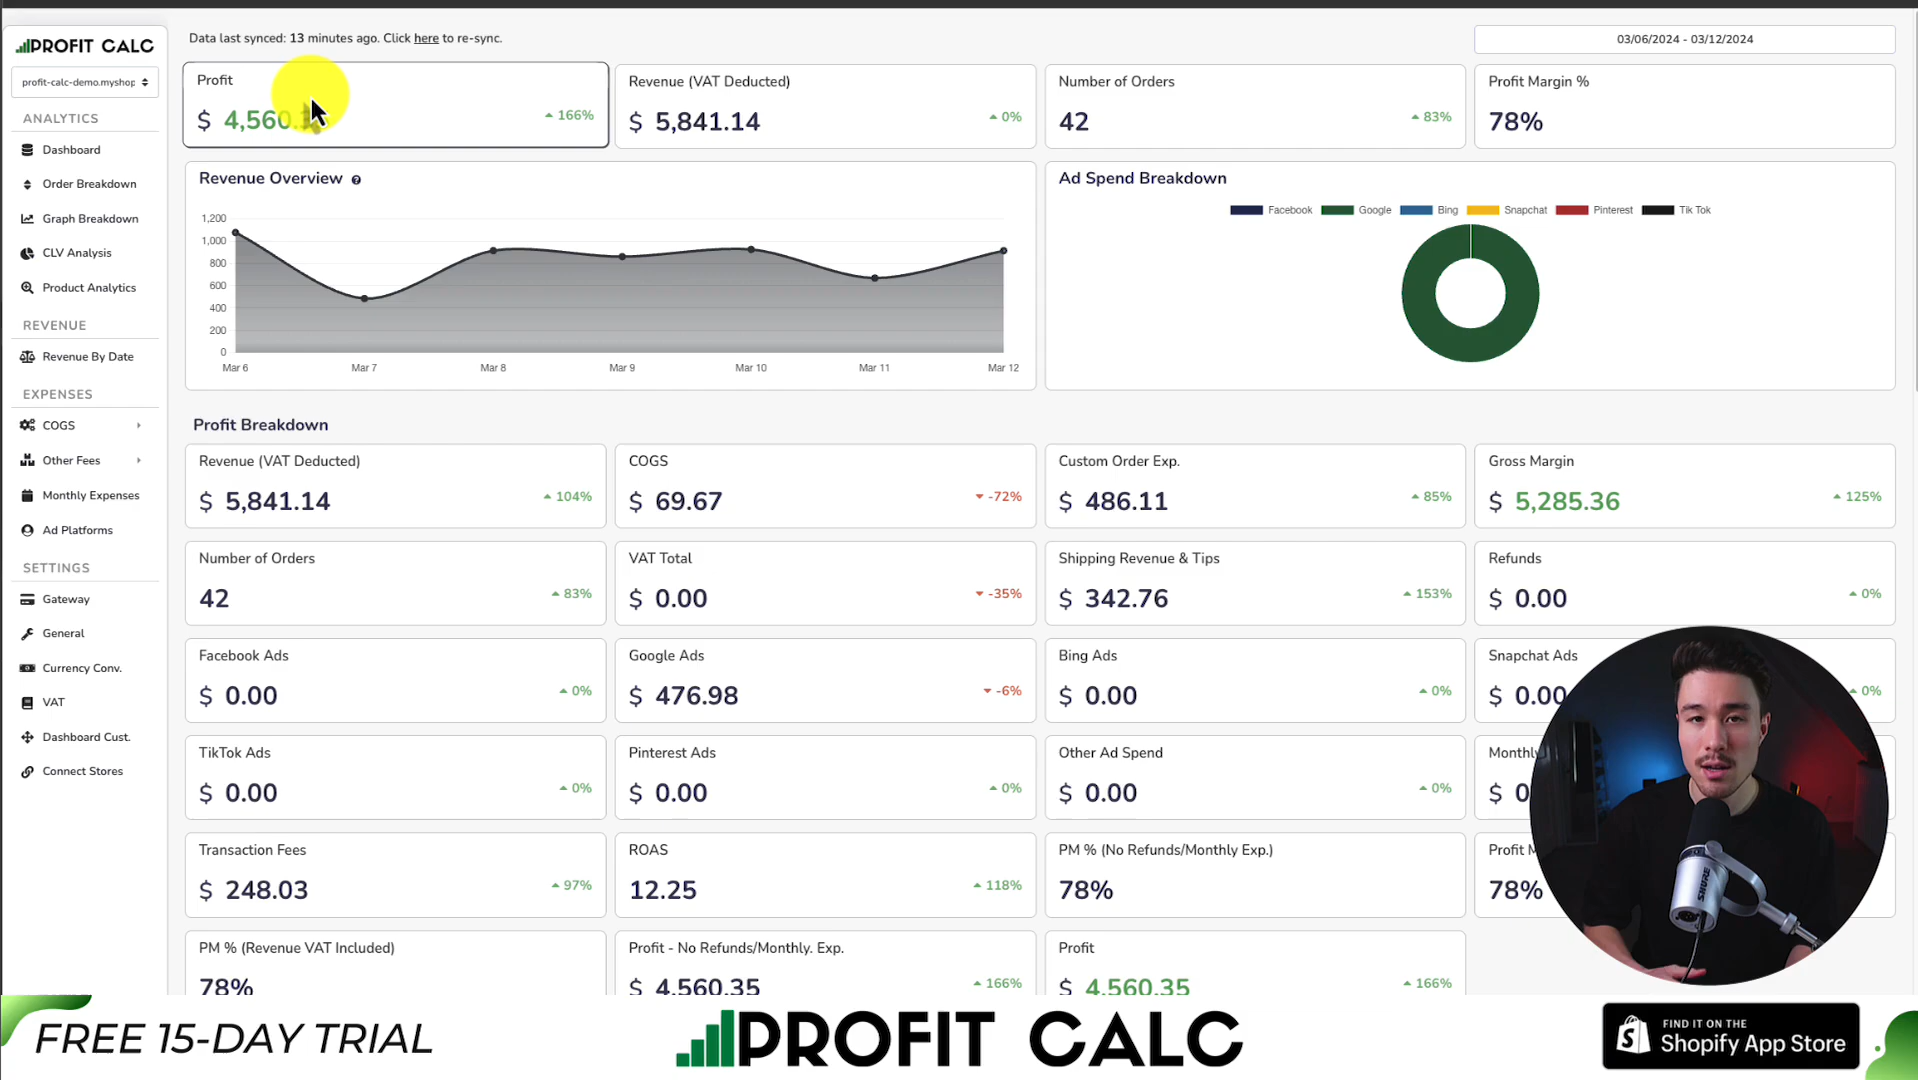 PROFIT CALC
Data last synced: 13 minutes ago. Click here to re-sync.
03/06/2024 - 03/12/2024
profit-calc-demo.myshop
ANALYTICS
Dashboard
Order Breakdown
Graph Breakdown
CLV Analysis
Product Analytics
REVENUE
Revenue By Date
EXPENSES
COGS
Other Fees
Monthly Expenses
Ad Platforms
SETTINGS
Gateway
General
Currency Conv.
VAT
Dashboard Cust.
Connect Stores
Profit
$ 4,560.
166%
Revenue (VAT Deducted)
$ 5,841.14
0%
Number of Orders
42
83%
Profit Margin %
78%
Revenue Overview
1,200
1,000
800
600
400
200
0
Mar 6 Mar 7 Mar 8 Mar 9 Mar 10 Mar 11 Mar 12
Ad Spend Breakdown
Facebook Google Bing Snapchat Pinterest Tik Tok
Profit Breakdown
Revenue (VAT Deducted)
$ 5,841.14
104%
COGS
$ 69.67
-72%
Custom Order Exp.
$ 486.11
85%
Gross Margin
$ 5,285.36
125%
Number of Orders
42
83%
VAT Total
$ 0.00
-35%
Shipping Revenue & Tips
$ 342.76
153%
Refunds
$ 0.00
0%
Facebook Ads
$ 0.00
0%
Google Ads
$ 476.98
-6%
Bing Ads
$ 0.00
0%
Snapchat Ads
$ 0.00
0%
TikTok Ads
$ 0.00
0%
Pinterest Ads
$ 0.00
0%
Other Ad Spend
$ 0.00
0%
Monthly
$ 0
Transaction Fees
$ 248.03
97%
ROAS
12.25
118%
PM % (No Refunds/Monthly Exp.)
78%
Profit M
78%
PM % (Revenue VAT Included)
78%
Profit - No Refunds/Monthly. Exp.
$ 4,560.35
166%
Profit
$ 4,560.35
166%
SHURE
FREE 15-DAY TRIAL
PROFIT CALC
FIND IT ON THE
Shopify App Store